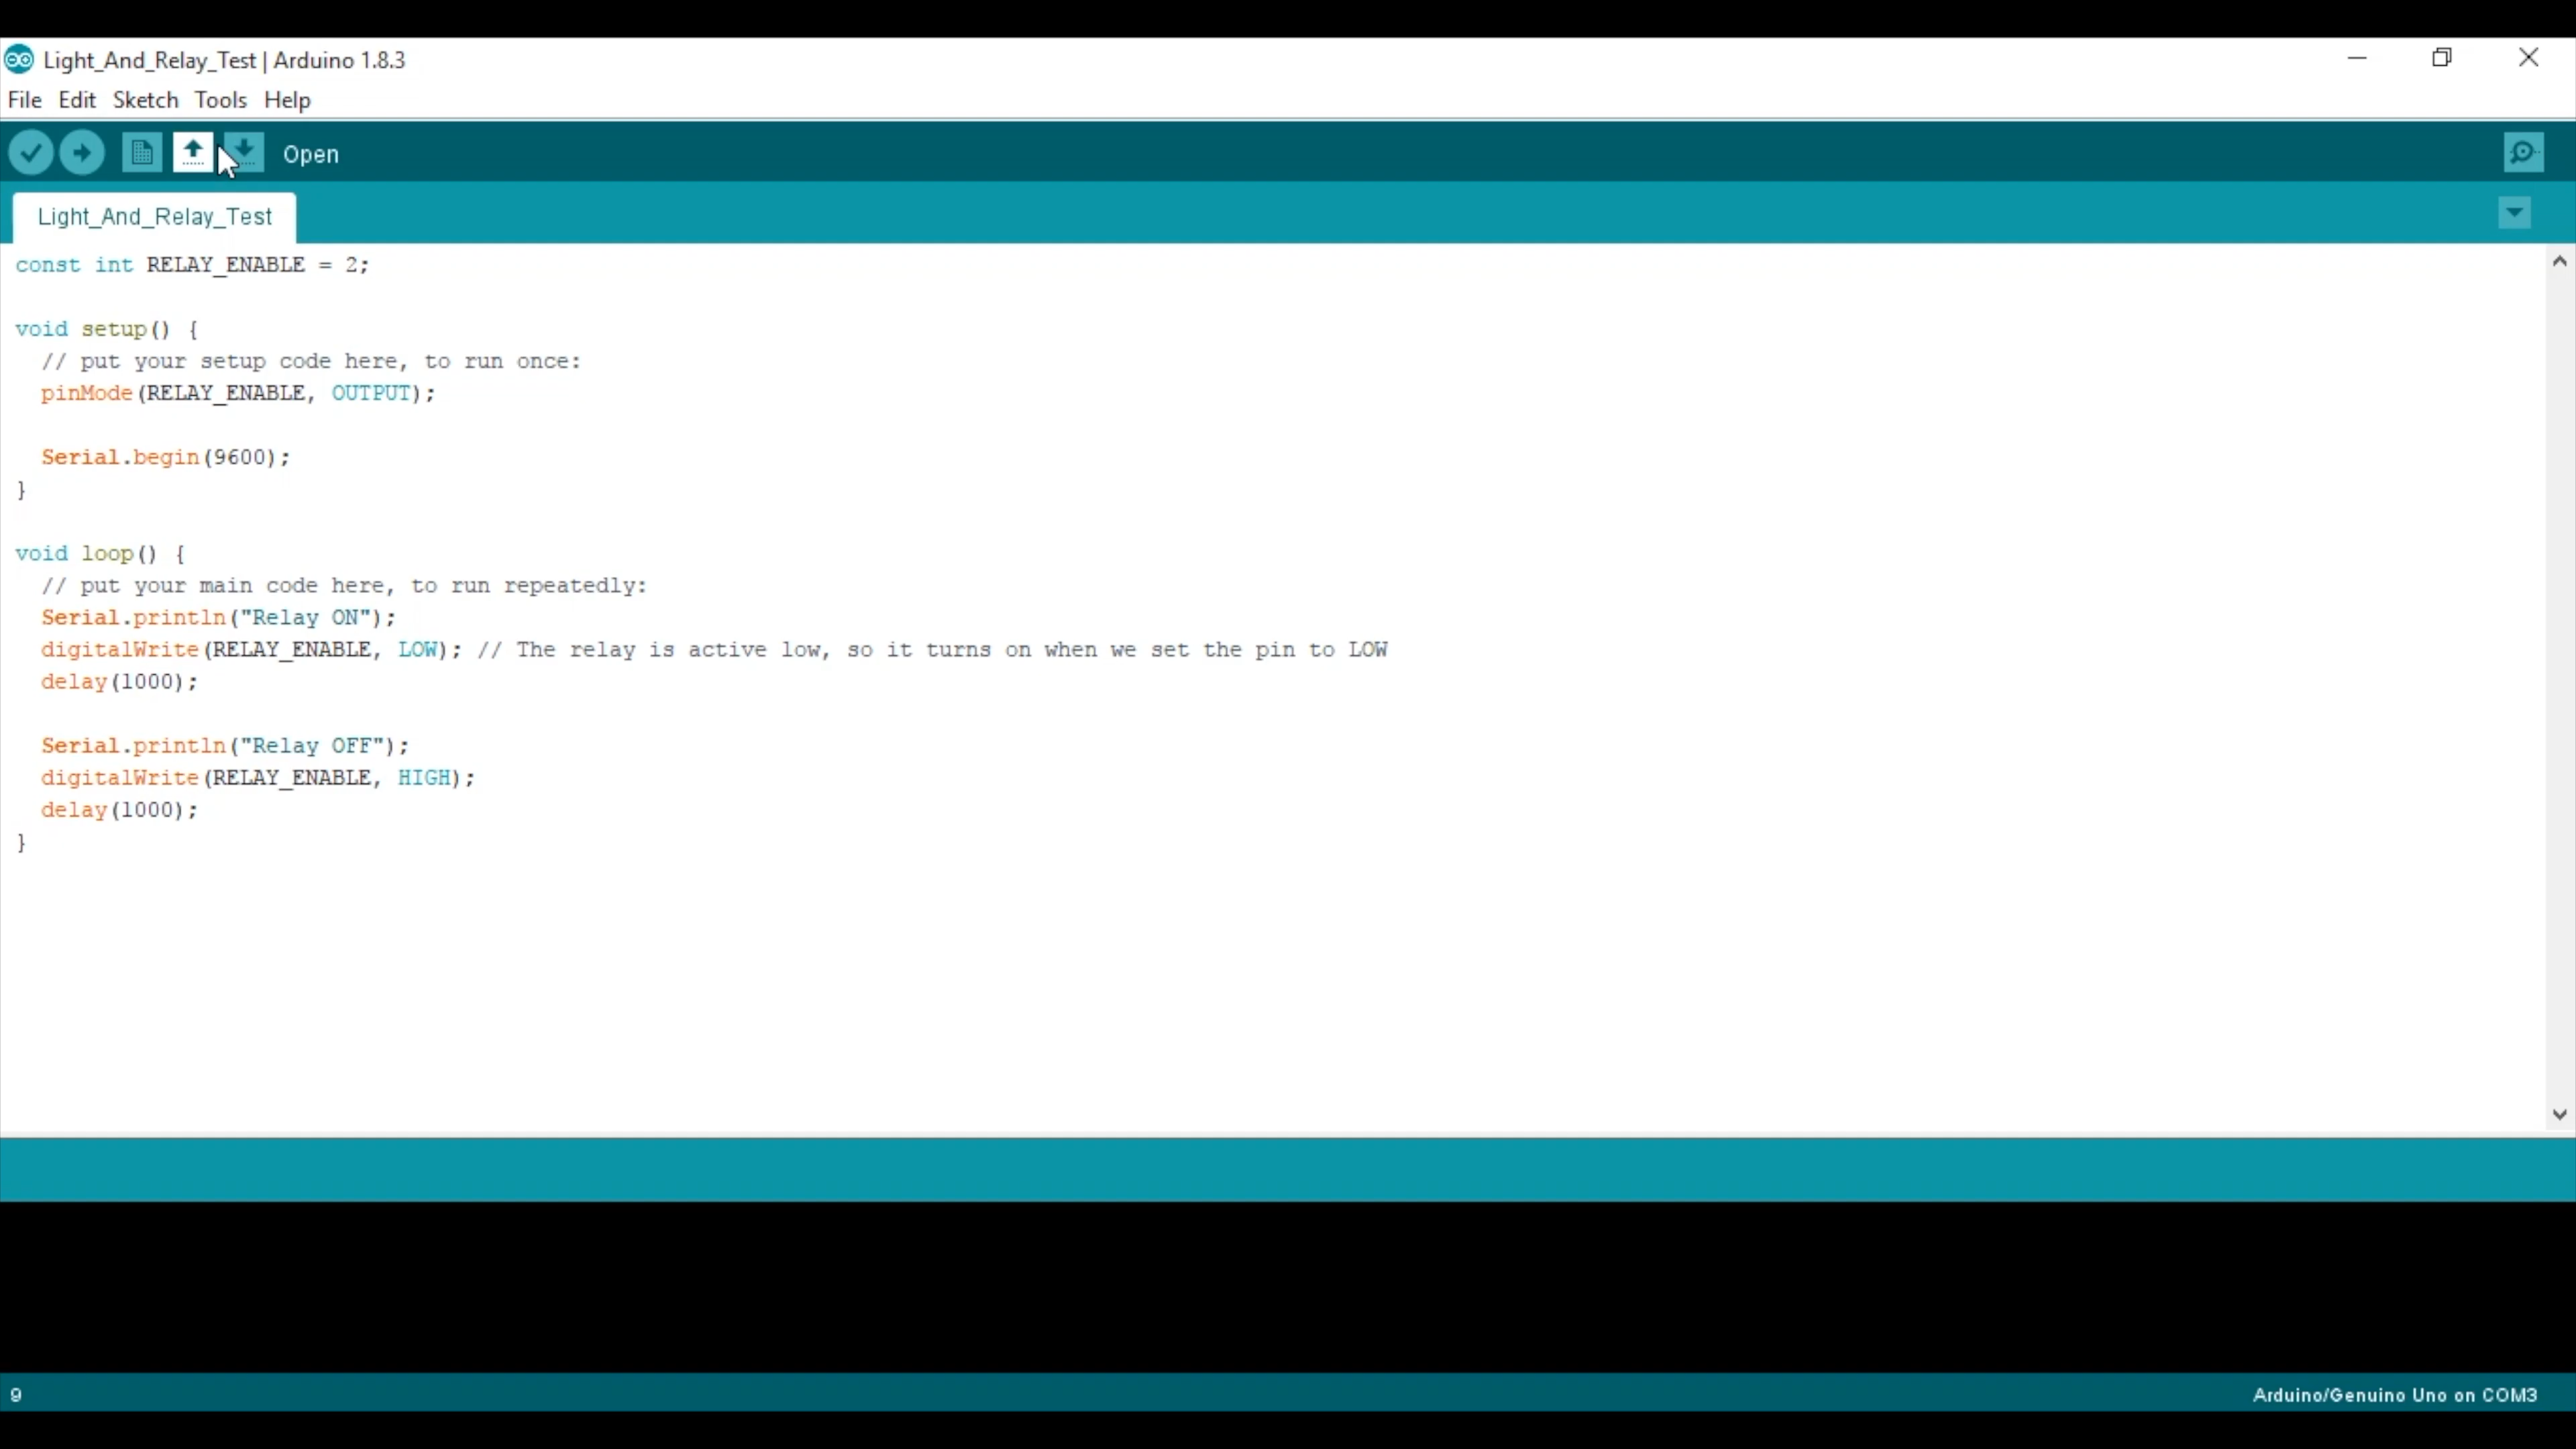 Light_And_Relay_Test | Arduino 1.8.3
File Edit Sketch Tools Help
Open
Light_And_Relay_Test
const int RELAY_ENABLE = 2;
void setup() {
  // put your setup code here, to run once:
  pinMode(RELAY_ENABLE, OUTPUT);
  Serial.begin(9600);
}
void loop() {
  // put your main code here, to run repeatedly:
  Serial.println("Relay ON");
  digitalWrite(RELAY_ENABLE, LOW); // The relay is active low, so it turns on when we set the pin to LOW
  delay(1000);
  Serial.println("Relay OFF");
  digitalWrite(RELAY_ENABLE, HIGH);
  delay(1000);
}
9
Arduino/Genuino Uno on COM3